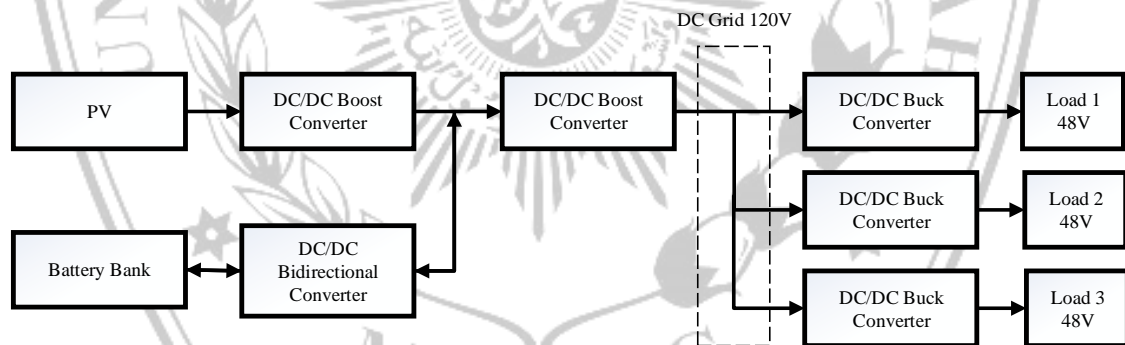 DC Grid 120V
PV
DC/DC Boost
Converter
DC/DC Boost
Converter
DC/DC Buck
Converter
Load 1
48V
DC/DC Buck
Converter
Load 2
48V
Battery Bank
DC/DC
Bidirectional
Converter
DC/DC Buck
Converter
Load 3
48V